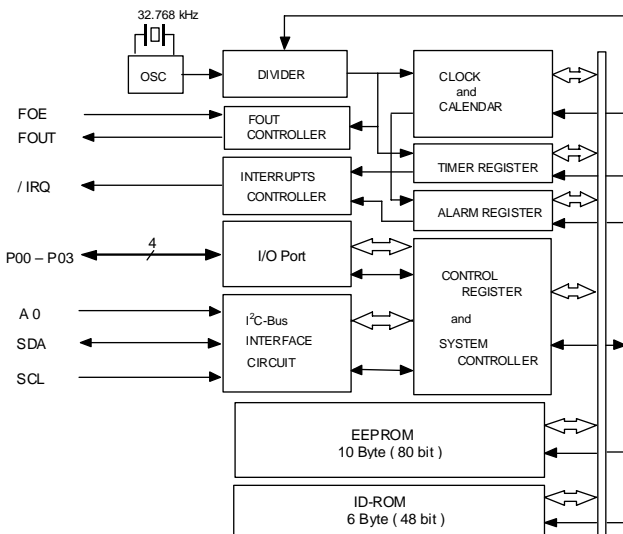 32.768 kHz
OSC
DIVIDER
CLOCK
and
CALENDAR
FOE
FOUT
FOUT
CONTROLLER
TIMER REGISTER
/ IRQ
INTERRUPTS
CONTROLLER
ALARM REGISTER
P00 – P03
4
I/O Port
CONTROL
REGISTER
and
SYSTEM
CONTROLLER
A 0
SDA
SCL
I²C-Bus
INTERFACE
CIRCUIT
EEPROM
10 Byte ( 80 bit )
ID-ROM
6 Byte ( 48 bit )